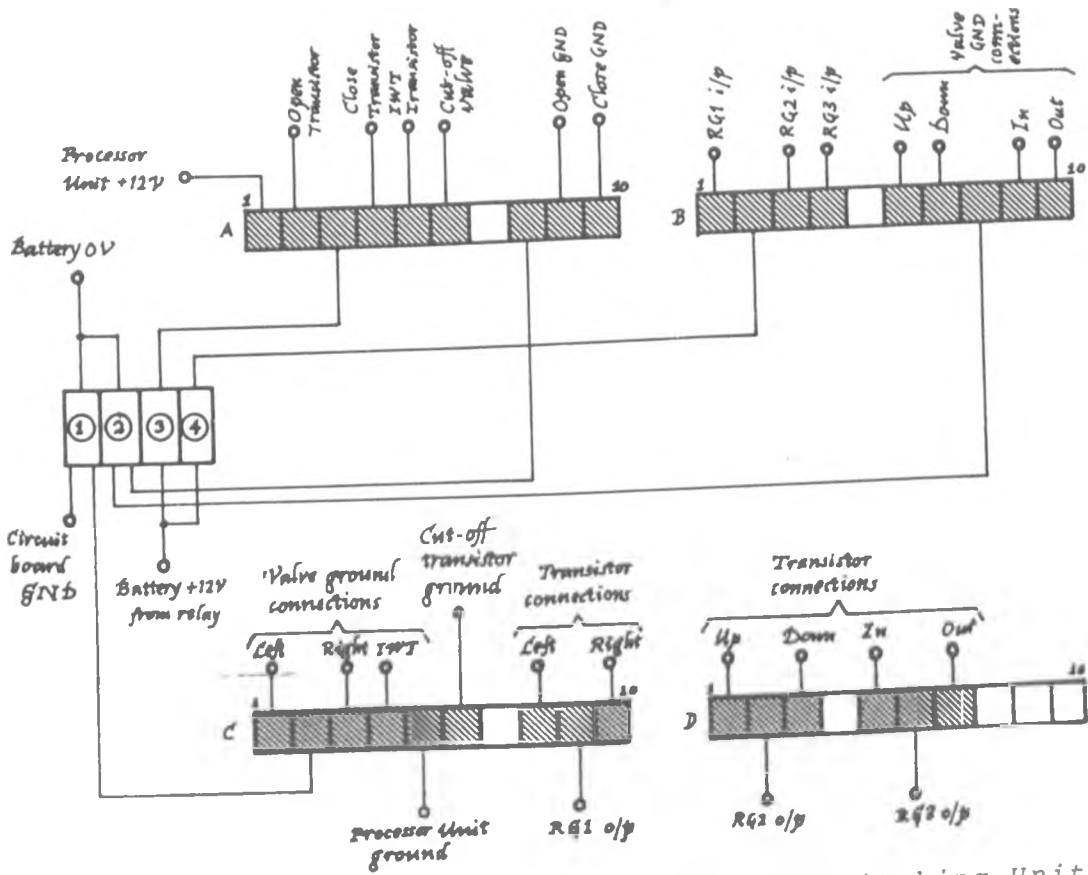 Open
Transistor
Close
Transistor
IWT
Transistor
Cut-off
Valve
Open GND
Close GND
Valve
GND
conn-
ections
RG1 i/p
RG2 i/p
RG3 i/p
Up
Down
In
Out
Processor
Unit +12V
1
10
A
1
10
B
Battery 0V
1
2
3
4
Circuit
board
GND
Battery +12V
from relay
Valve ground
connections
Cut-off
transistor
ground
Transistor
connections
Transistor
connections
Left
Right
IWT
Left
Right
Up
Down
In
Out
1
10
C
1
10
D
Processor Unit
ground
RG1 o/p
RG2 o/p
RG3 o/p
Unit